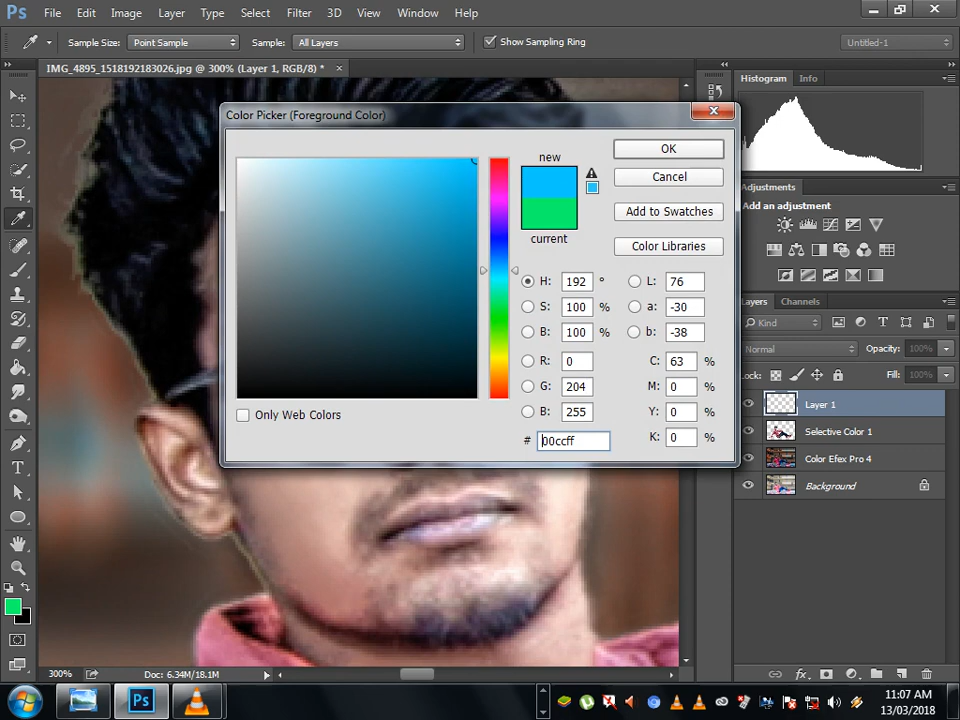 Ps File Edit Image Layer Type Select Filter 3D View Window Help
Sample Size: Point Sample Sample: All Layers Show Sampling Ring Untitled-1
IMG_4895_1518192183026.jpg @ 300% (Layer 1, RGB/8) *
Histogram Info
Color Picker (Foreground Color)
new
current
OK
Cancel
Add to Swatches
Color Libraries
H: 192 ° L: 76
S: 100 % a: -30
B: 100 % b: -38
R: 0 C: 63 %
G: 204 M: 0 %
B: 255 Y: 0 %
# 00ccff K: 0 %
Only Web Colors
Adjustments
Add an adjustment
Layers Channels
Kind
Normal Opacity: 100%
Lock: Fill: 100%
Layer 1
Selective Color 1
Color Efex Pro 4
Background
300% Doc: 6.34M/18.1M
Ps
11:07 AM
13/03/2018